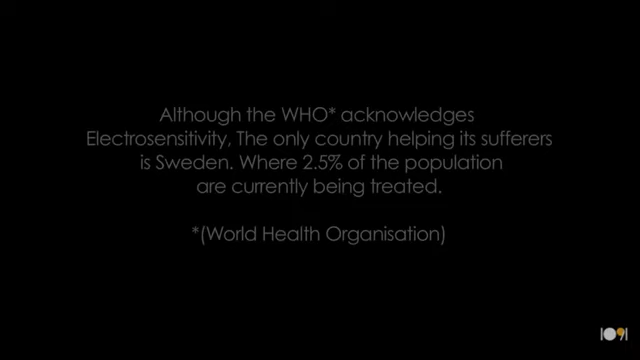 Although the WHO* acknowledges
Electrosensitivity, The only country helping its sufferers
is Sweden. Where 2.5% of the population
are currently being treated.
*(World Health Organisation)
1091